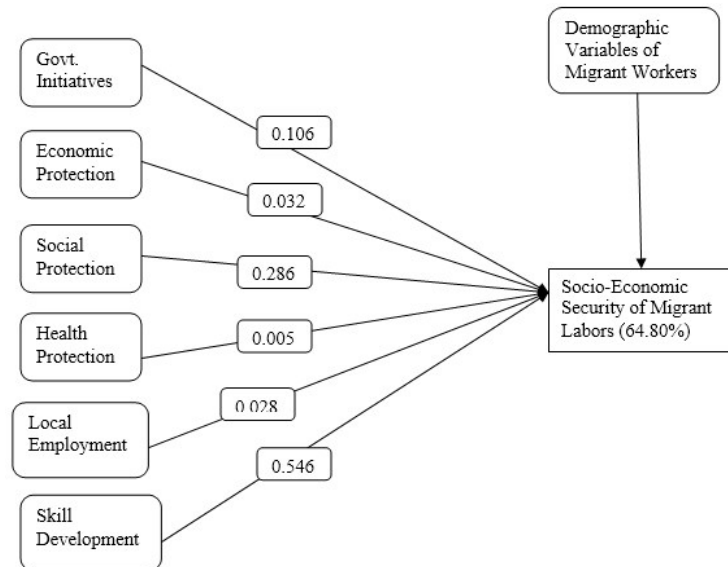 Govt.
Initiatives
Economic
Protection
Social
Protection
Health
Protection
Local
Employment
Skill
Development
0.106
0.032
0.286
0.005
0.028
0.546
Demographic
Variables of
Migrant Workers
Socio-Economic
Security of Migrant
Labors (64.80%)